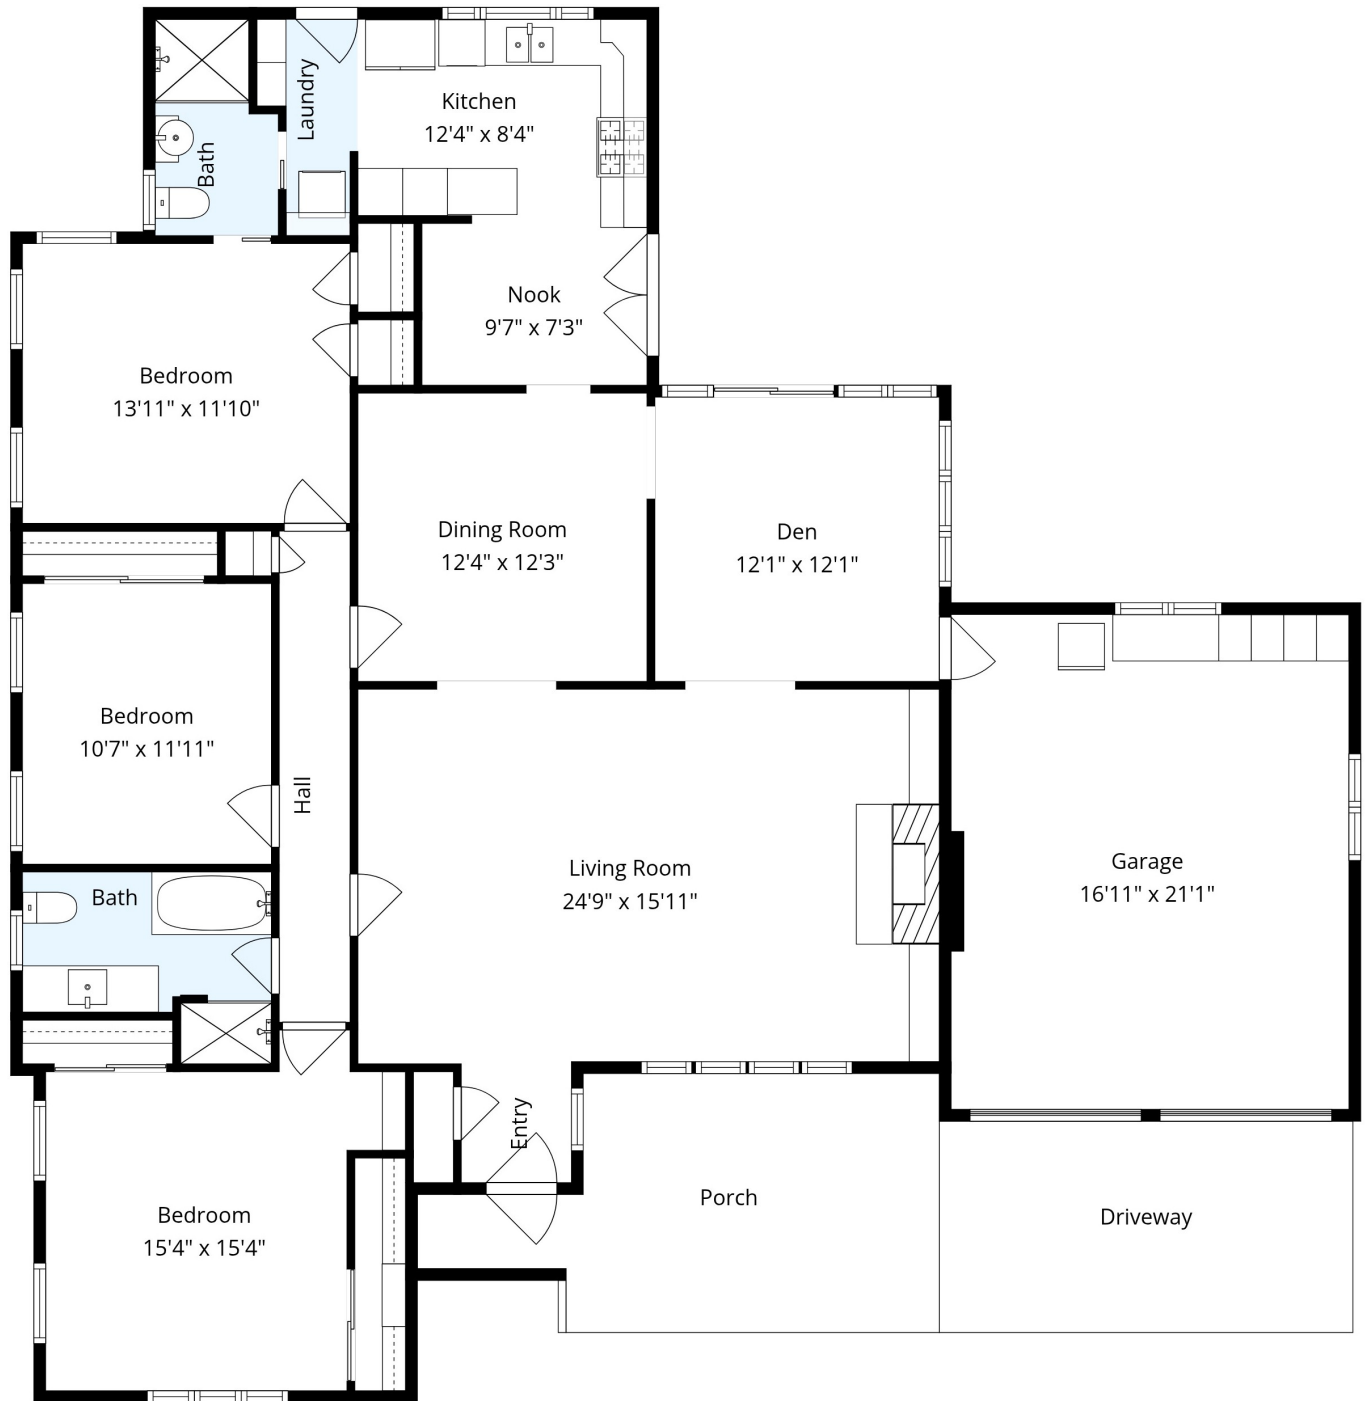 Kitchen
12'4" x 8'4"
Laundry
Bath
Nook
9'7" x 7'3"
Bedroom
13'11" x 11'10"
Dining Room
12'4" x 12'3"
Den
12'1" x 12'1"
Bedroom
10'7" x 11'11"
Hall
Living Room
24'9" x 15'11"
Garage
16'11" x 21'1"
Bath
Entry
Porch
Driveway
Bedroom
15'4" x 15'4"